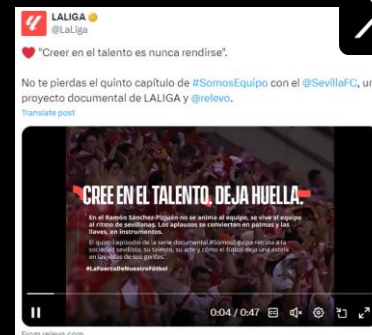 LALIGA
@LaLiga
"Creer en el talento es nunca rendirse".
No te pierdas el quinto capítulo de #SomosEquipo con el @SevillaFC, un
proyecto documental de LALIGA y @relevo.
Translate post
CREE EN EL TALENTO, DEJA HUELLA.
En el Ramón Sánchez-Pizjuán no se anima al equipo, se vive al equipo
al ritmo de sevillanas. Los aplausos se convierten en palmas y las
llaves, en instrumentos.
El quinto episodio de la serie documental #SomosEquipo retrata a la
sociedad sevillista, su talento, su arte y cómo el fútbol deja una estela
en las vidas de sus gentes.
#LaFuerzaDeNuestroFútbol
0:04 / 0:47
From relevo.com